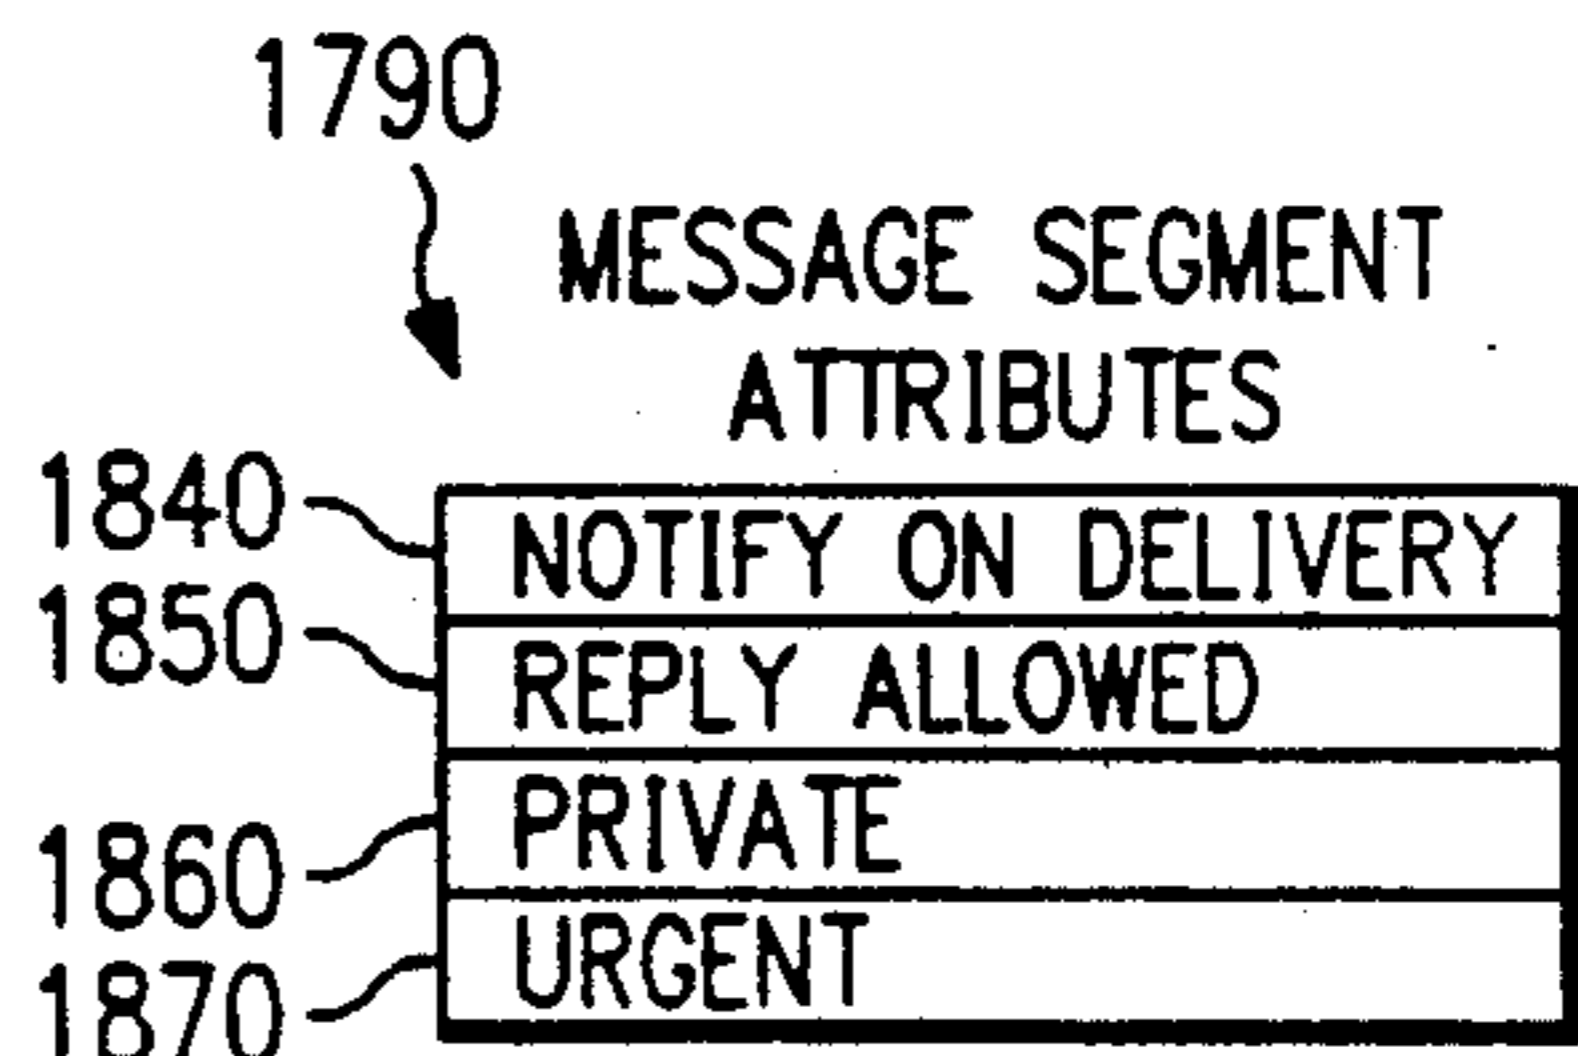 1790
MESSAGE SEGMENT
ATTRIBUTES
1840 NOTIFY ON DELIVERY
1850 REPLY ALLOWED
1860 PRIVATE
1870 URGENT